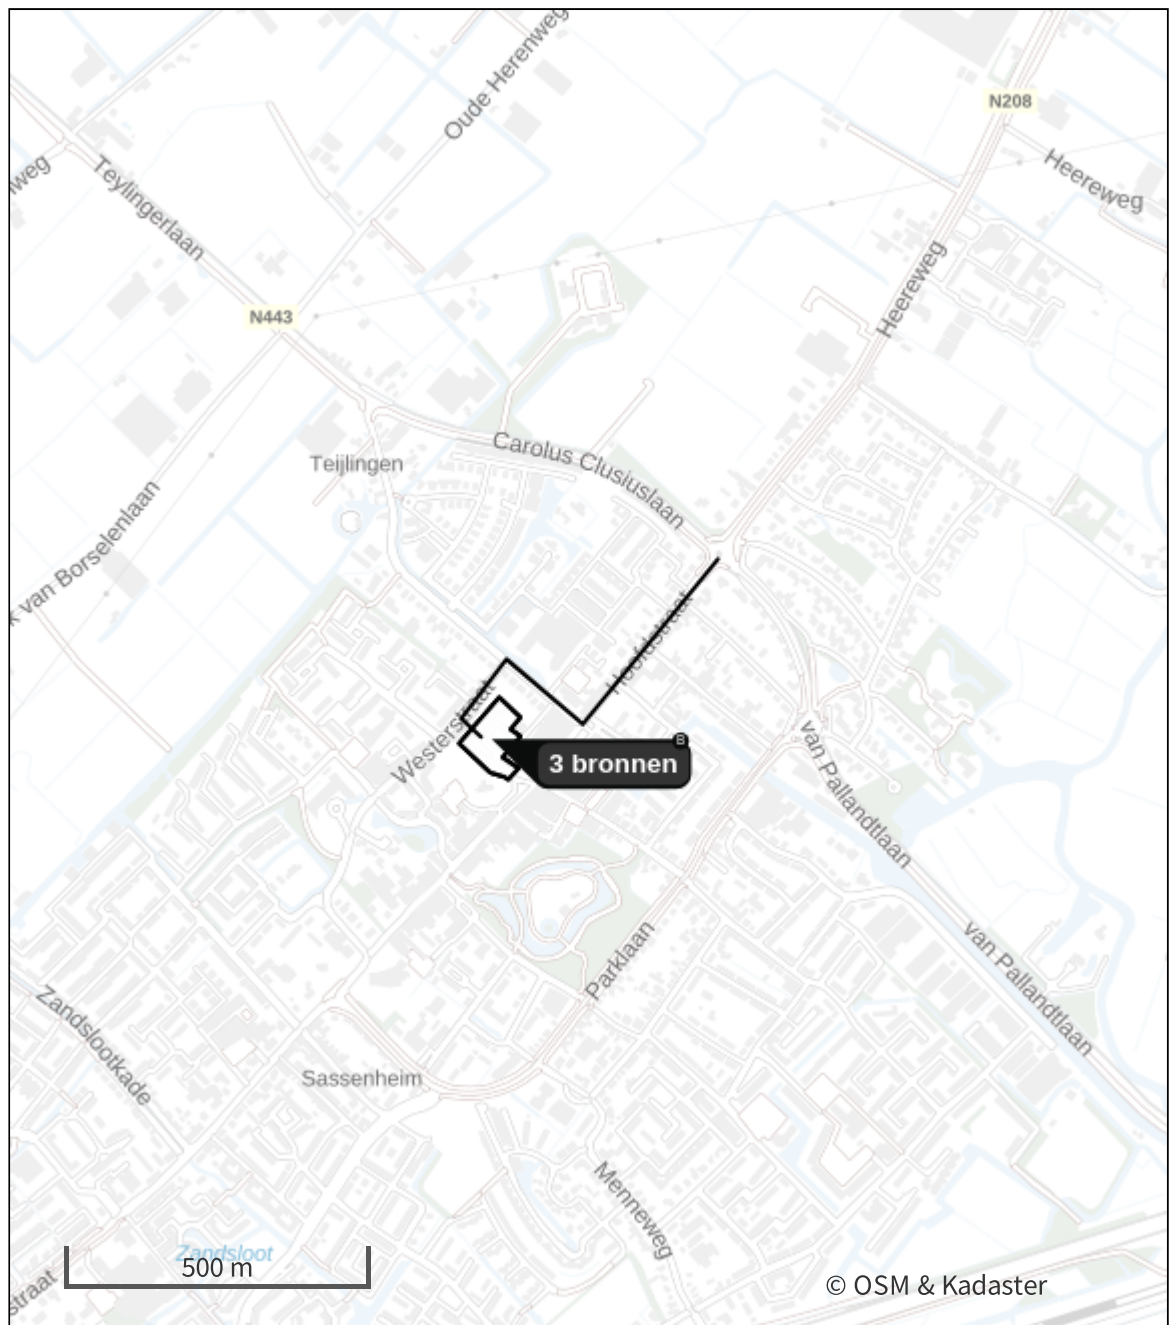 Oude Herenweg
N208
Heereweg
nweg
Teylingerlaan
Heereweg
N443
Carolus Clusiuslaan
Teijlingen
k van Borselenlaan
Hoofdstraat
Westerstraat
B
3 bronnen
van Pallandtlaan
Parklaan
van Pallandtlaan
Zandslootkade
Sassenheim
Menneweg
Zandsloot
500 m
straat
© OSM & Kadaster